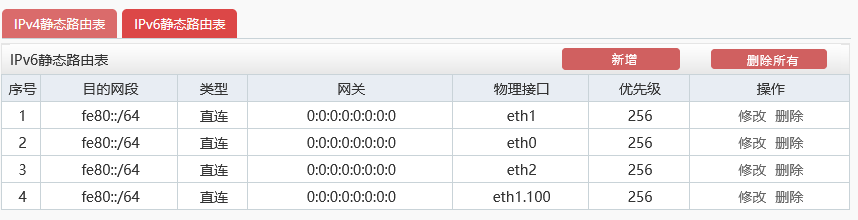 IPv4静态路由表 IPv6静态路由表
IPv6静态路由表 新增 删除所有
序号 目的网段 类型 网关 物理接口 优先级 操作
1 fe80::/64 直连 0:0:0:0:0:0:0:0 eth1 256 修改 删除
2 fe80::/64 直连 0:0:0:0:0:0:0:0 eth0 256 修改 删除
3 fe80::/64 直连 0:0:0:0:0:0:0:0 eth2 256 修改 删除
4 fe80::/64 直连 0:0:0:0:0:0:0:0 eth1.100 256 修改 删除